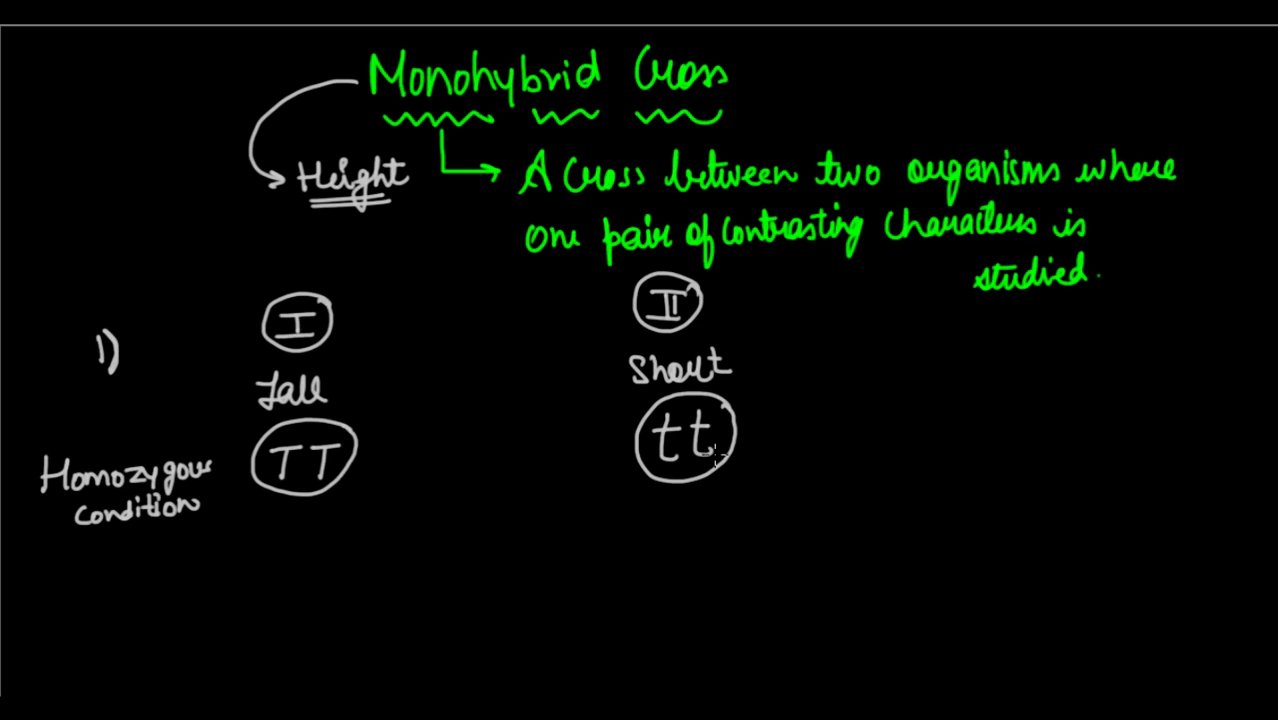 Monohybrid Cross
Height
A Cross between two organisms where
one pair of contrasting characters is
studied.
I II
1)
Tall Short
TT tt
Homozygous
condition